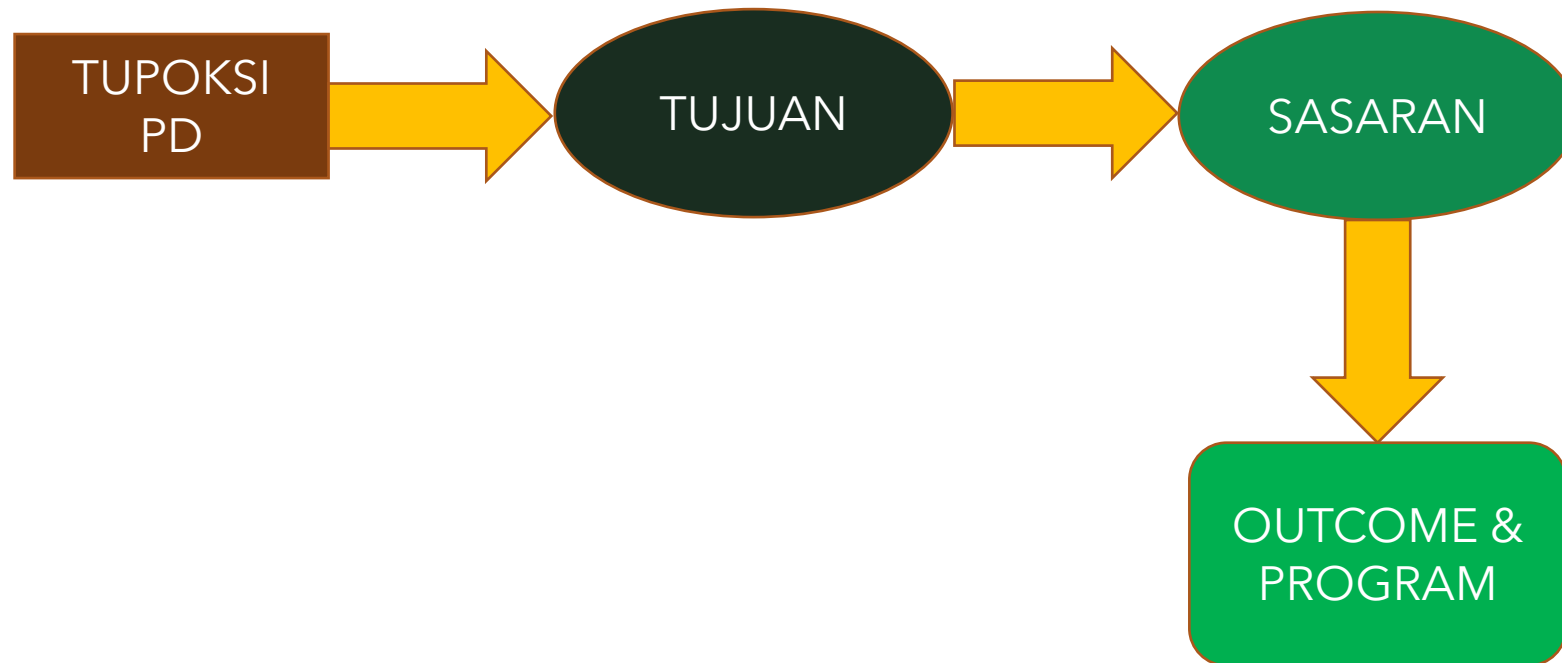 TUPOKSI
PD
TUJUAN
SASARAN
OUTCOME &
PROGRAM